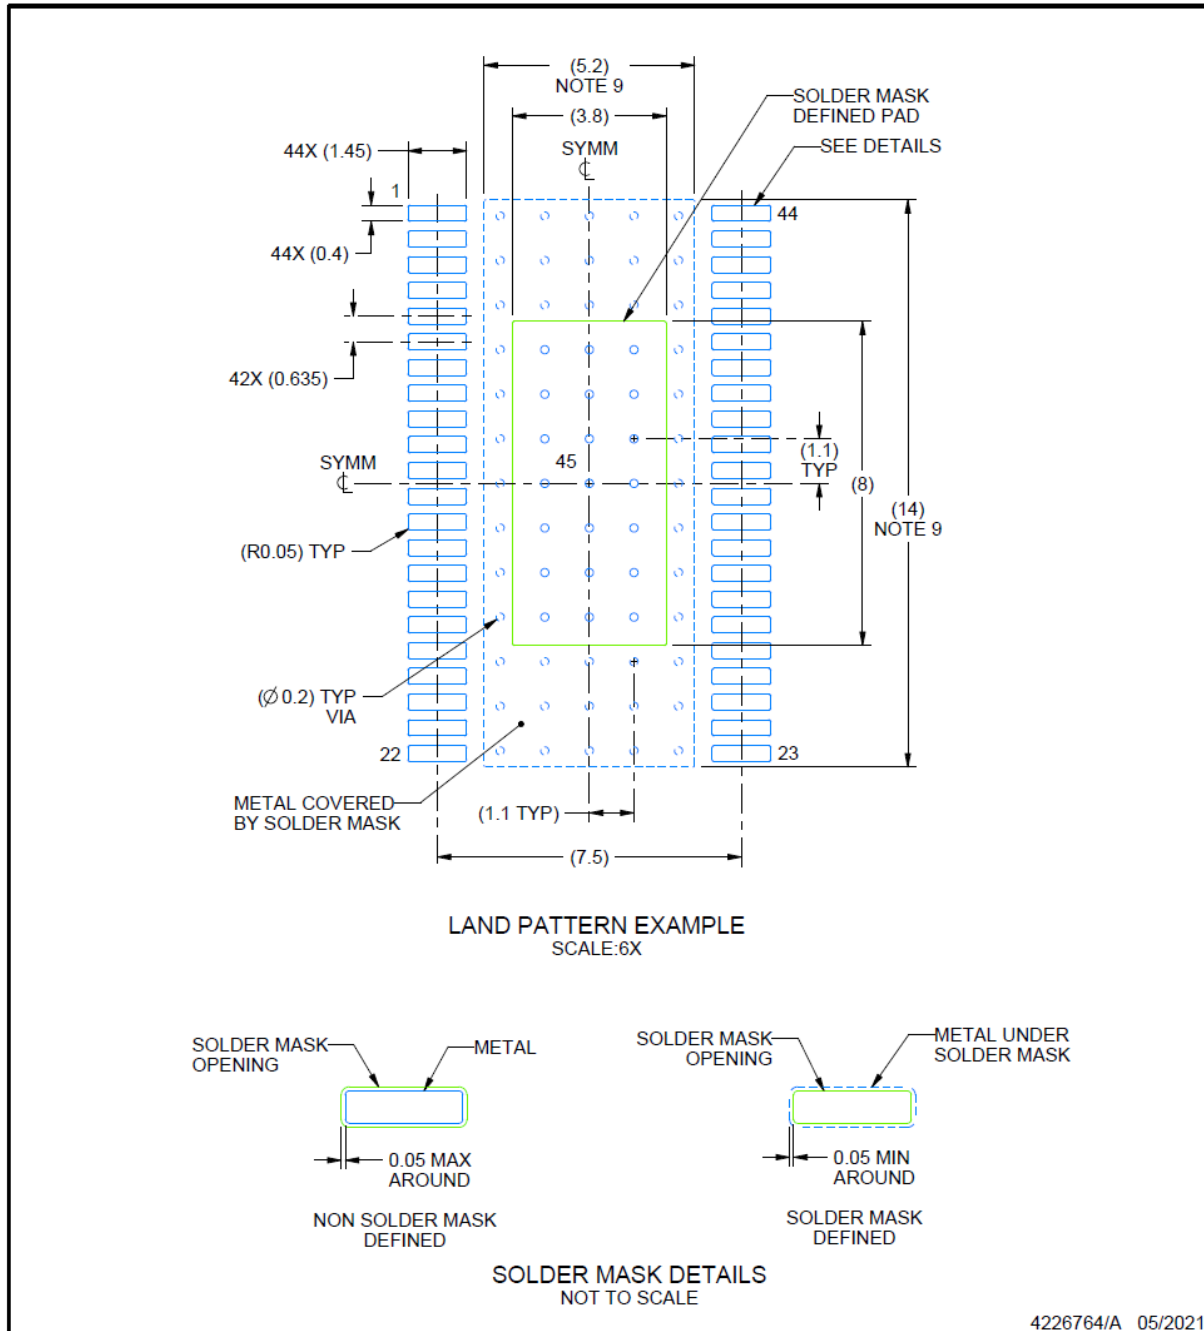 (5.2)
NOTE 9
(3.8)
SYMM
℄
SOLDER MASK
DEFINED PAD
SEE DETAILS
44X (1.45)
1
44
44X (0.4)
42X (0.635)
(1.1)
TYP
SYMM
℄
45
(8)
(14)
NOTE 9
(R0.05) TYP
(Ø 0.2) TYP
VIA
22
23
METAL COVERED
BY SOLDER MASK
(1.1 TYP)
(7.5)
LAND PATTERN EXAMPLE
SCALE:6X
SOLDER MASK
OPENING
METAL
0.05 MAX
AROUND
NON SOLDER MASK
DEFINED
SOLDER MASK
OPENING
METAL UNDER
SOLDER MASK
0.05 MIN
AROUND
SOLDER MASK
DEFINED
SOLDER MASK DETAILS
NOT TO SCALE
4226764/A 05/2021